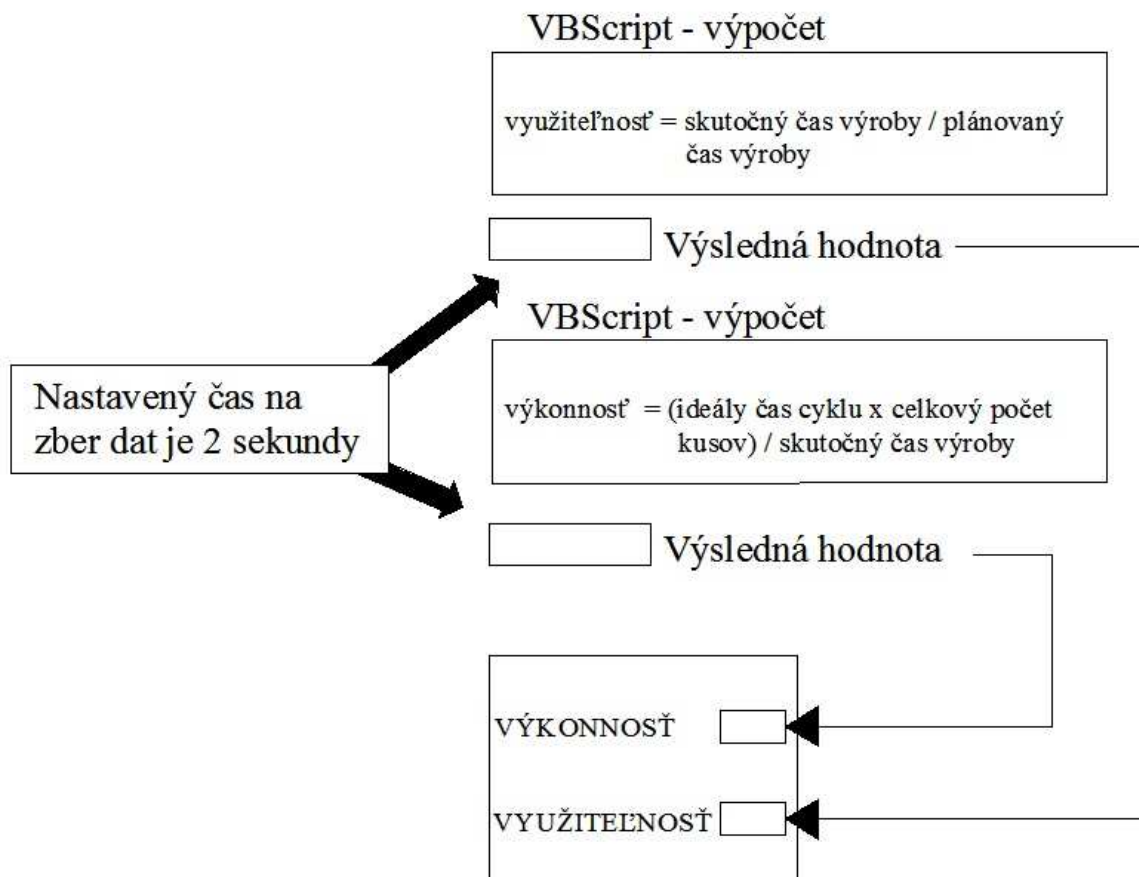 VBScript - výpočet
využiteľnosť = skutočný čas výroby / plánovaný
čas výroby
Výsledná hodnota
VBScript - výpočet
Nastavený čas na
zber dat je 2 sekundy
výkonnosť = (ideály čas cyklu x celkový počet
kusov) / skutočný čas výroby
Výsledná hodnota
VÝKONNOSŤ
VYUŽITEĽNOSŤ